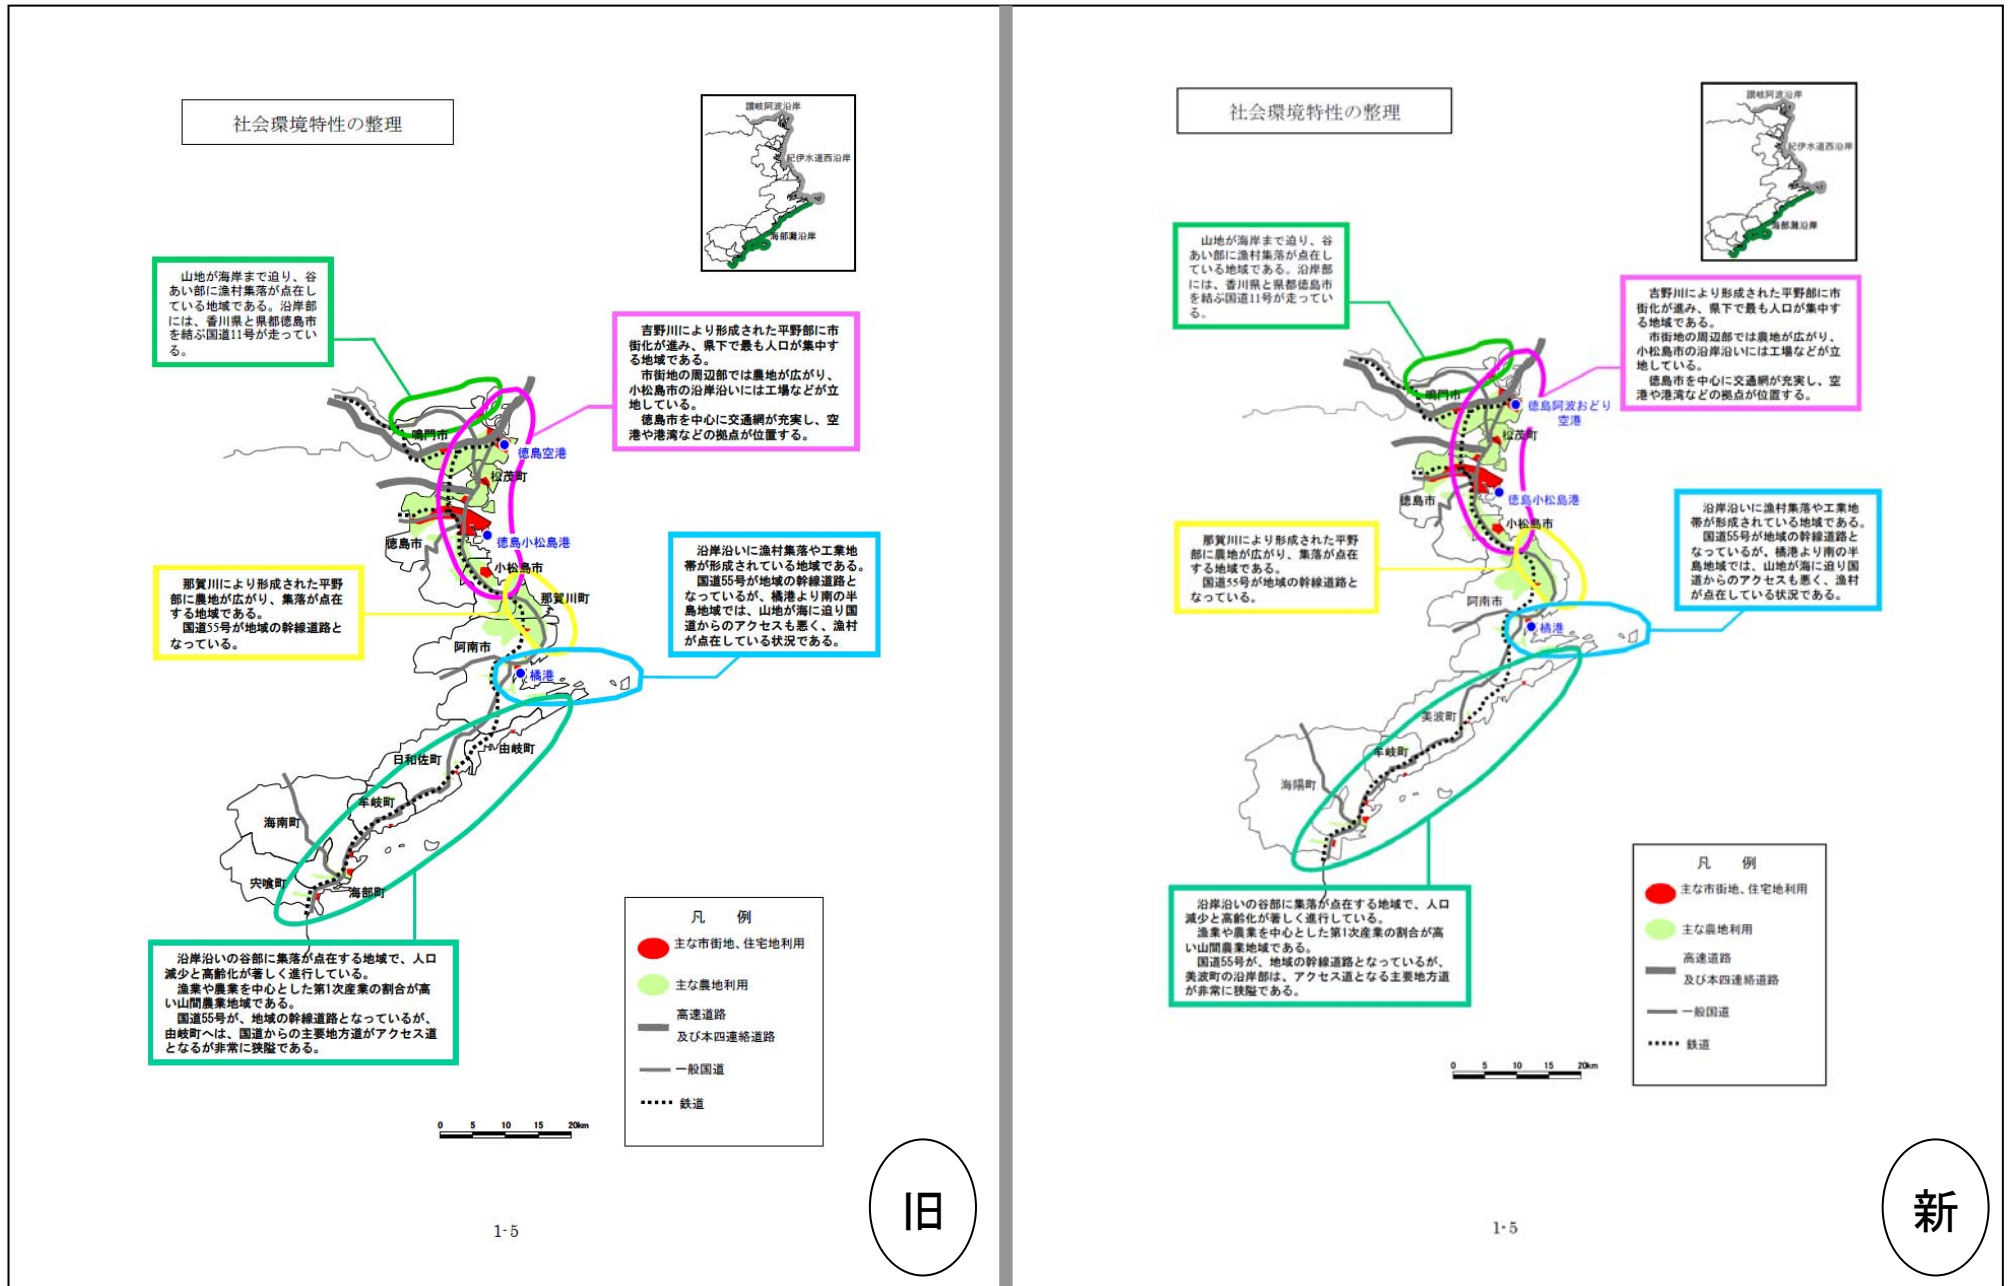 社会環境特性の整理
讃岐阿波沿岸
紀伊水道西沿岸
海部灘沿岸
山地が海岸まで迫り、谷
あい部に漁村集落が点在し
ている地域である。沿岸部
には、香川県と県都徳島市
を結ぶ国道11号が走ってい
る。
吉野川により形成された平野部に市
街化が進み、県下で最も人口が集中す
る地域である。
市街地の周辺部では農地が広がり、
小松島市の沿岸沿いには工場などが立
地している。
徳島市を中心に交通網が充実し、空
港や港湾などの拠点が位置する。
鳴門市
徳島空港
松茂町
徳島市
徳島小松島港
小松島市
沿岸沿いに漁村集落や工業地
帯が形成されている地域である。
国道55号が地域の幹線道路と
なっているが、橘港より南の半
島地域では、山地が海に迫り国
道からのアクセスも悪く、漁村
が点在している状況である。
那賀川により形成された平野
部に農地が広がり、集落が点在
する地域である。
国道55号が地域の幹線道路と
なっている。
那賀川町
阿南市
橘港
由岐町
日和佐町
牟岐町
海南町
宍喰町
海部町
沿岸沿いの谷部に集落が点在する地域で、人口
減少と高齢化が著しく進行している。
漁業や農業を中心とした第1次産業の割合が高
い山間農業地域である。
国道55号が、地域の幹線道路となっているが、
由岐町へは、国道からの主要地方道がアクセス道
となるが非常に狭隘である。
凡 例
主な市街地、住宅地利用
主な農地利用
高速道路
及び本四連絡道路
一般国道
鉄道
0 5 10 15 20km
1-5
旧
社会環境特性の整理
讃岐阿波沿岸
紀伊水道西沿岸
海部灘沿岸
山地が海岸まで迫り、谷
あい部に漁村集落が点在し
ている地域である。沿岸部
には、香川県と県都徳島市
を結ぶ国道11号が走ってい
る。
吉野川により形成された平野部に市
街化が進み、県下で最も人口が集中す
る地域である。
市街地の周辺部では農地が広がり、
小松島市の沿岸沿いには工場などが立
地している。
徳島市を中心に交通網が充実し、空
港や港湾などの拠点が位置する。
鳴門市
徳島阿波おどり
空港
松茂町
徳島市
徳島小松島港
小松島市
沿岸沿いに漁村集落や工業地
帯が形成されている地域である。
国道55号が地域の幹線道路と
なっているが、橘港より南の半
島地域では、山地が海に迫り国
道からのアクセスも悪く、漁村
が点在している状況である。
那賀川により形成された平野
部に農地が広がり、集落が点在
する地域である。
国道55号が地域の幹線道路と
なっている。
阿南市
橘港
美波町
牟岐町
海陽町
沿岸沿いの谷部に集落が点在する地域で、人口
減少と高齢化が著しく進行している。
漁業や農業を中心とした第1次産業の割合が高
い山間農業地域である。
国道55号が、地域の幹線道路となっているが、
美波町の沿岸部は、アクセス道となる主要地方道
が非常に狭隘である。
凡 例
主な市街地、住宅地利用
主な農地利用
高速道路
及び本四連絡道路
一般国道
鉄道
0 5 10 15 20km
1-5
新